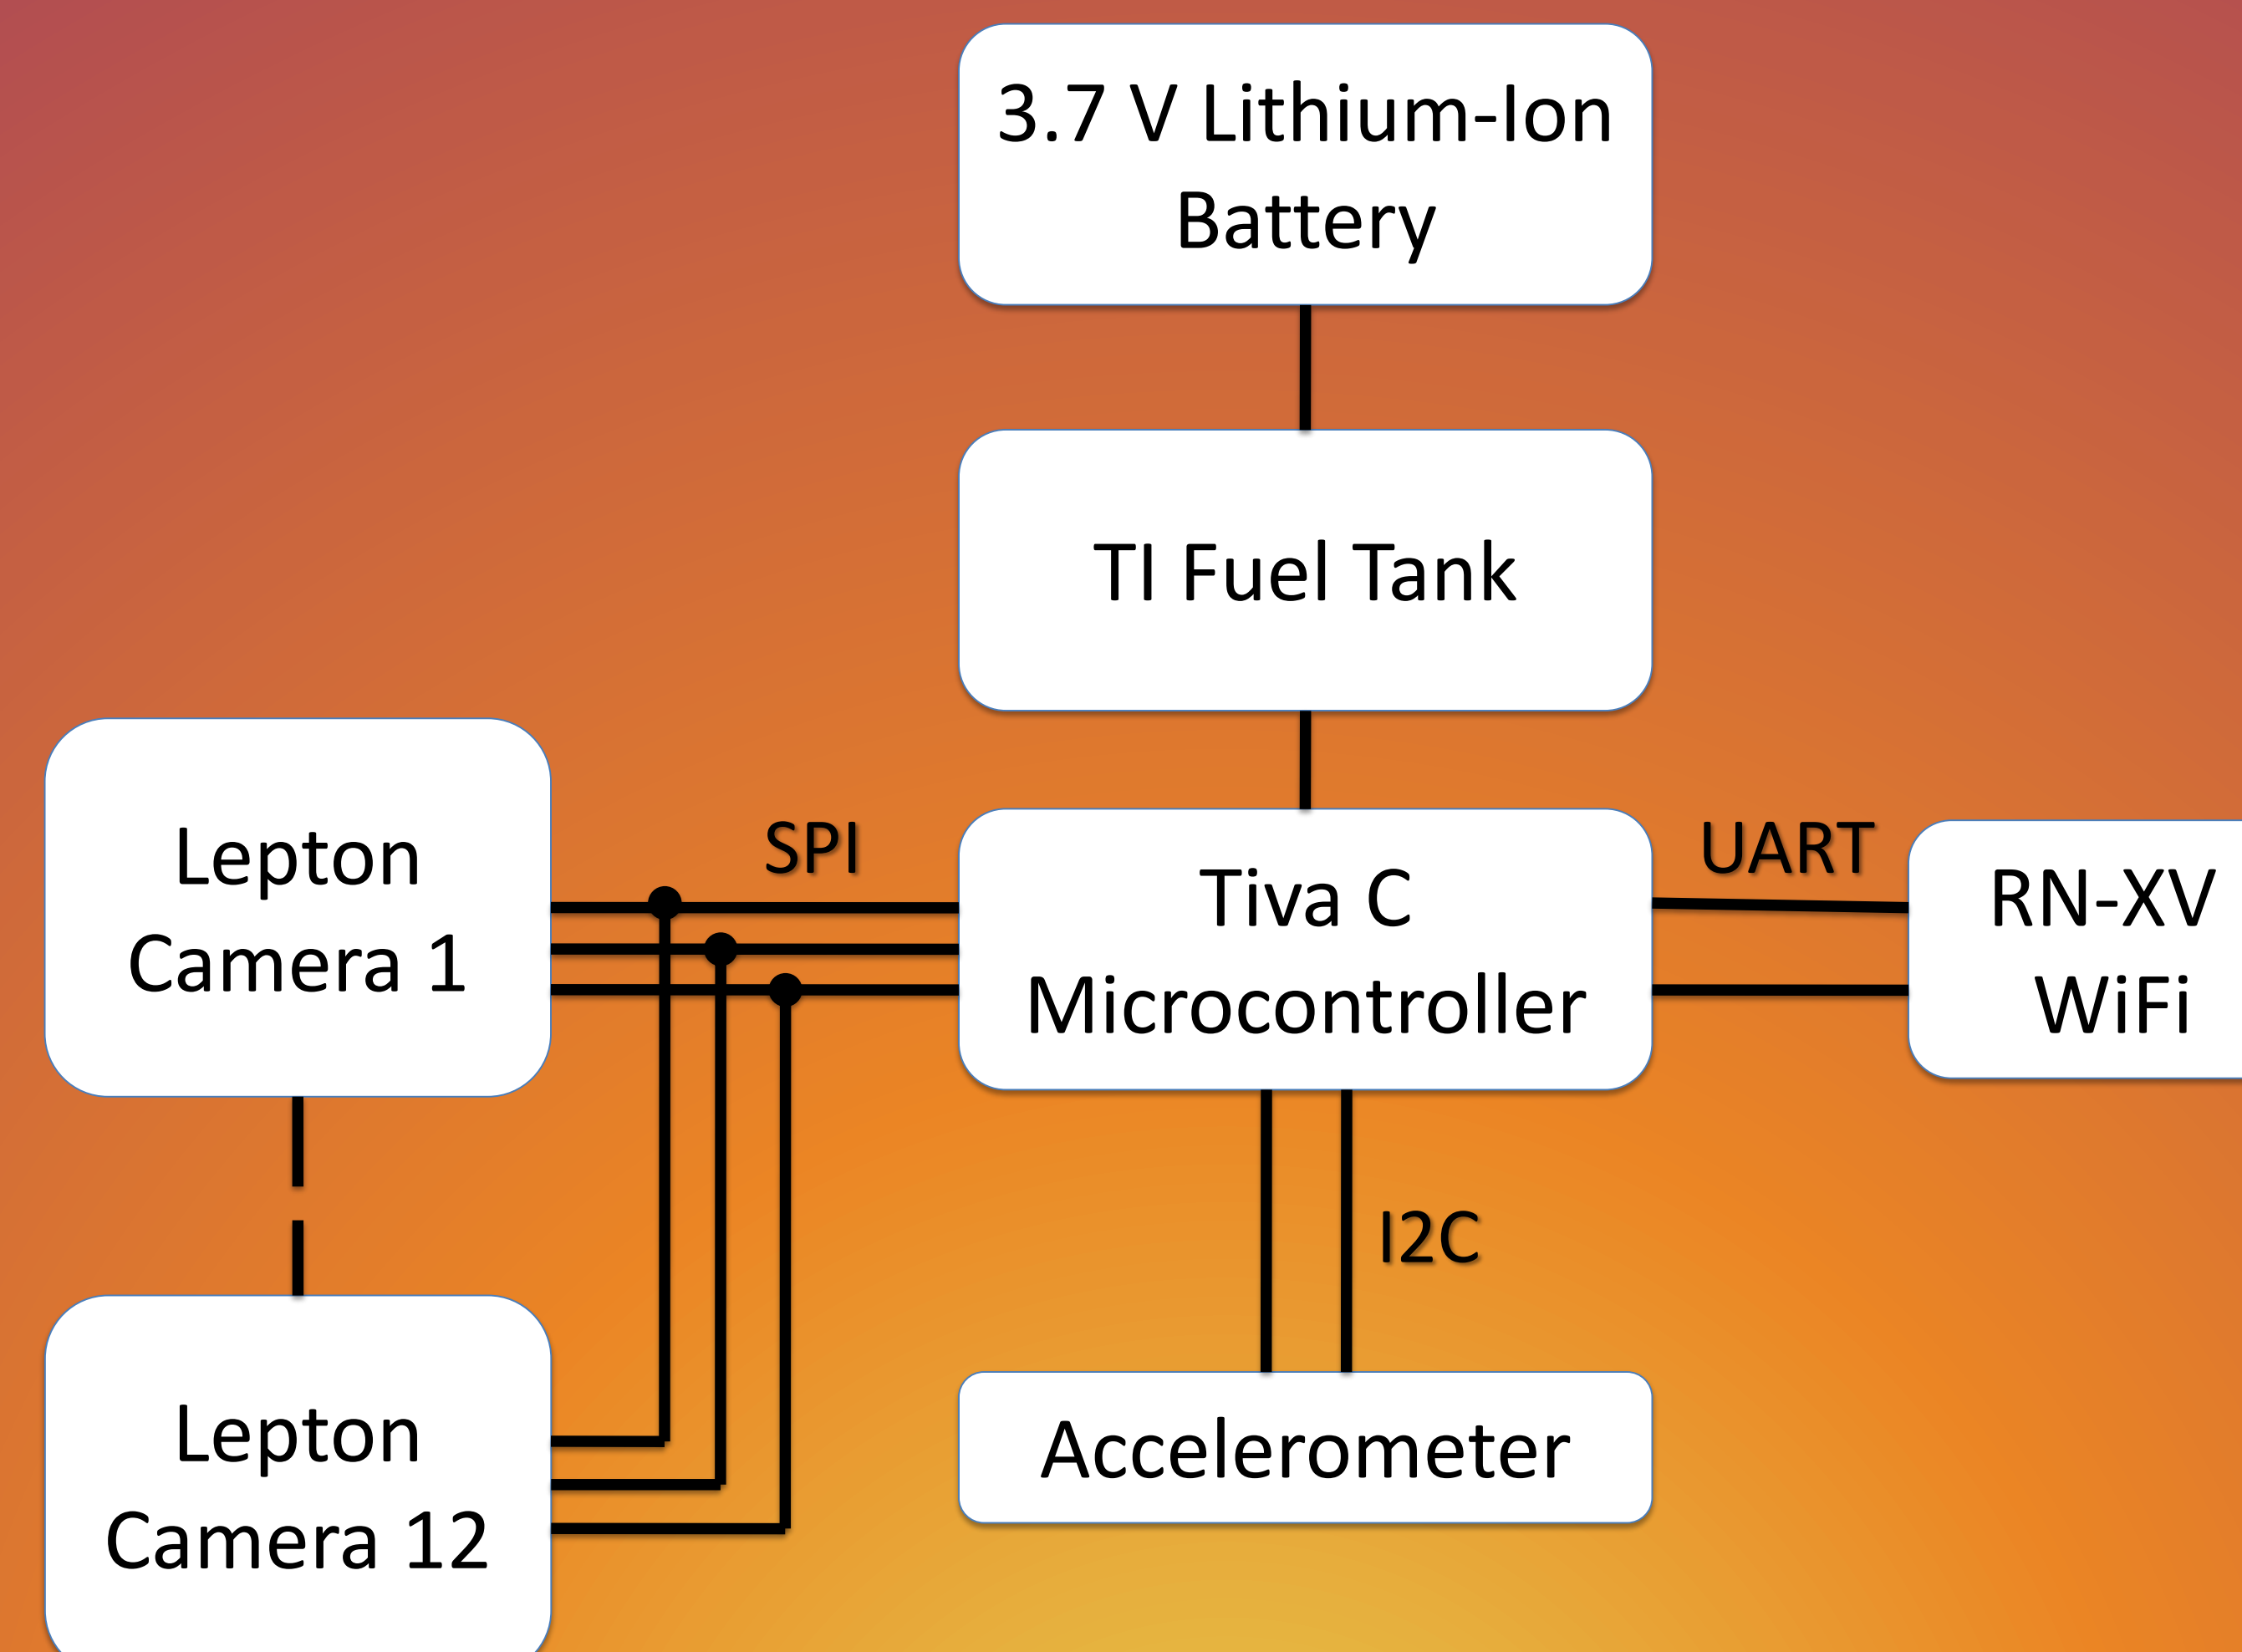 3.7 V Lithium-Ion
Battery
TI Fuel Tank
Lepton
Camera 1
SPI
Tiva C
Microcontroller
UART
RN-XV
WiFi
I2C
Lepton
Camera 12
Accelerometer